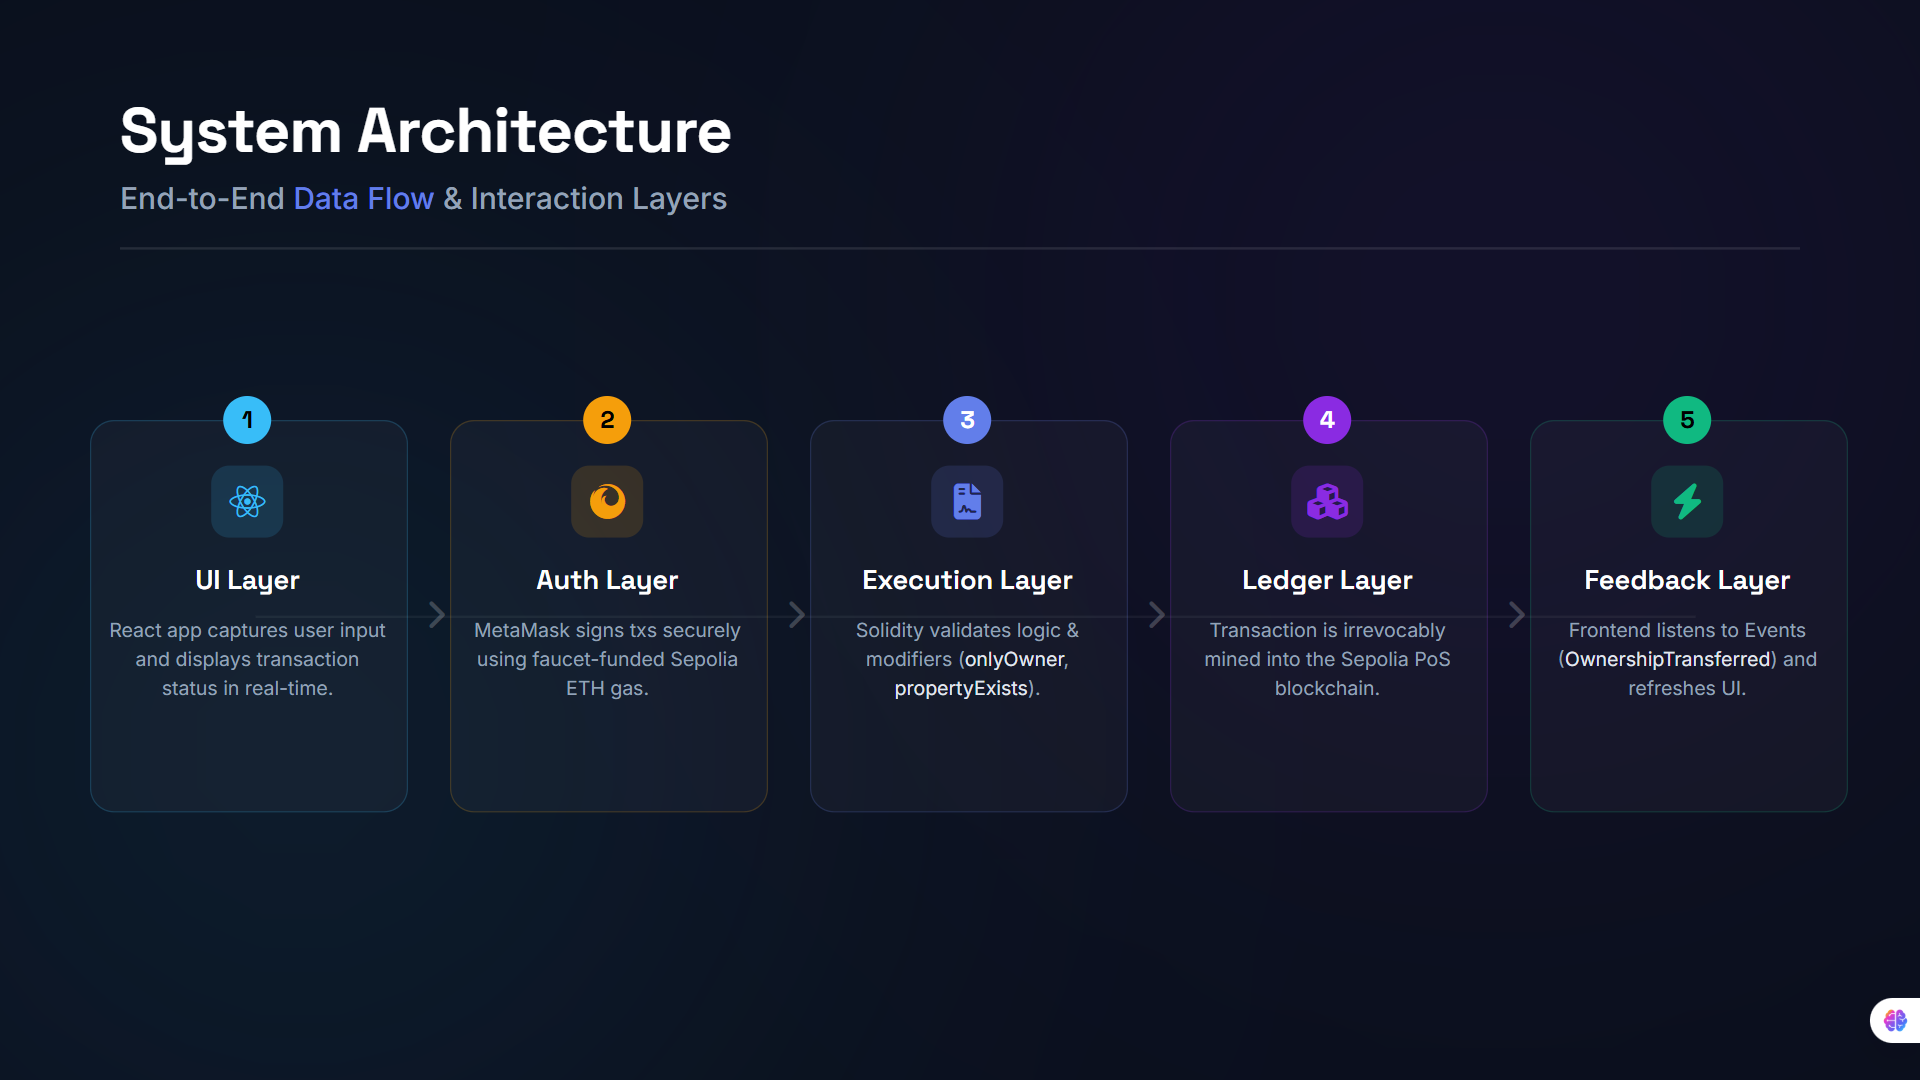 System Architecture
End-to-End Data Flow & Interaction Layers
1
UI Layer
React app captures user input
and displays transaction
status in real-time.
2
Auth Layer
MetaMask signs txs securely
using faucet-funded Sepolia
ETH gas.
3
Execution Layer
Solidity validates logic &
modifiers (onlyOwner,
propertyExists).
4
Ledger Layer
Transaction is irrevocably
mined into the Sepolia PoS
blockchain.
5
Feedback Layer
Frontend listens to Events
(OwnershipTransferred) and
refreshes UI.